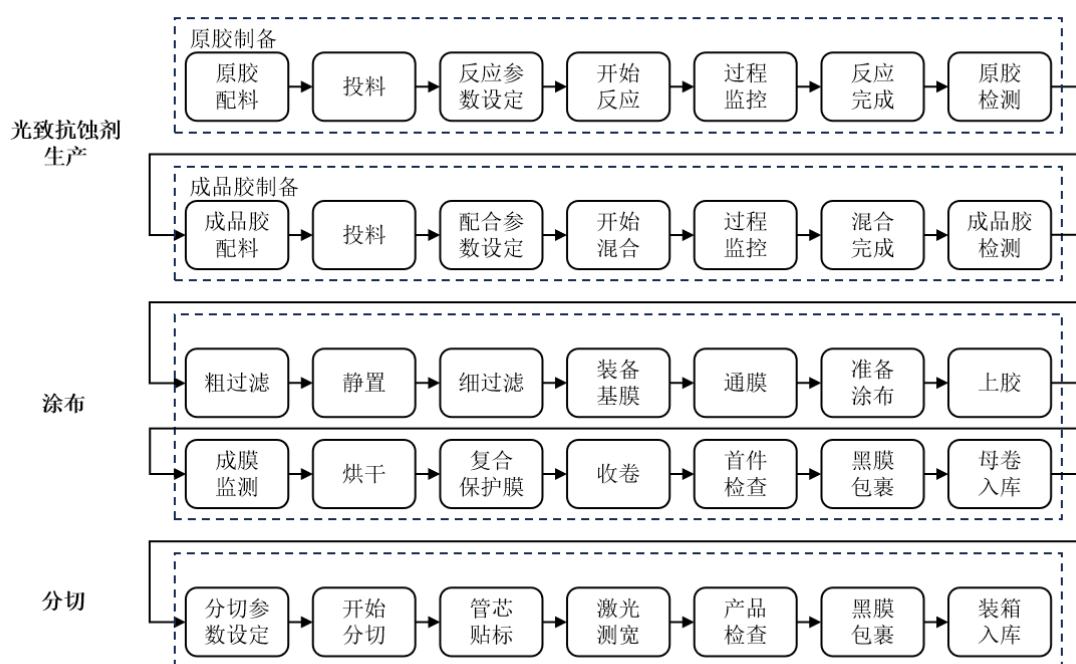 原胶制备
原胶
配料
投料
反应参
数设定
开始
反应
过程
监控
反应
完成
原胶
检测
光致抗蚀剂
生产
成品胶制备
成品胶
配料
投料
配合参
数设定
开始
混合
过程
监控
混合
完成
成品胶
检测
涂布
粗过滤
静置
细过滤
装备
基膜
通膜
准备
涂布
上胶
成膜
监测
烘干
复合
保护膜
收卷
首件
检查
黑膜
包裹
母卷
入库
分切
分切参
数设定
开始
分切
管芯
贴标
激光
测宽
产品
检查
黑膜
包裹
装箱
入库